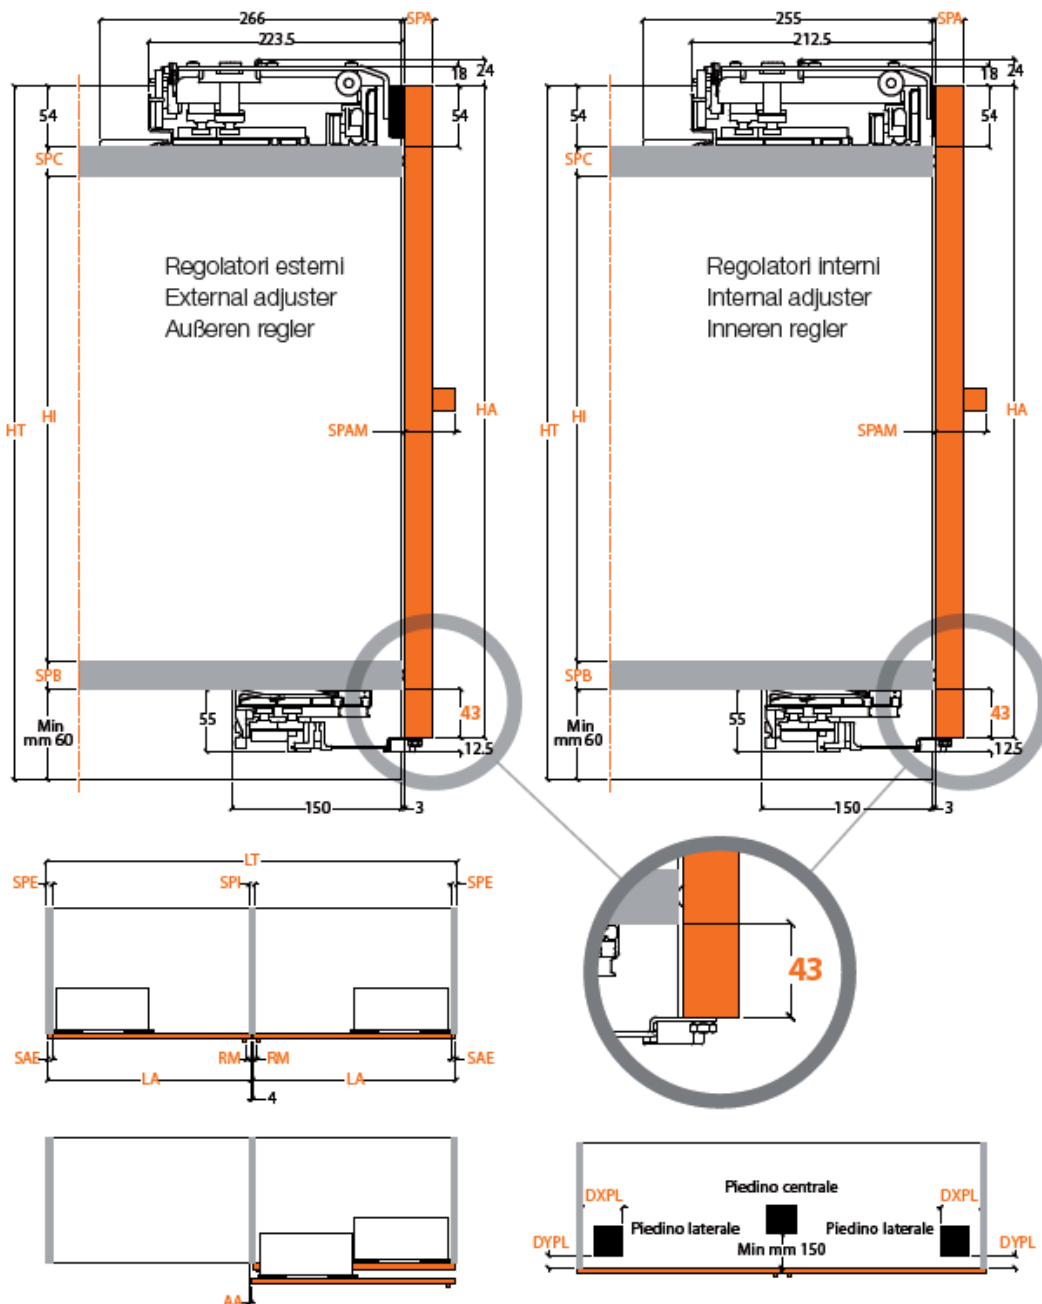 266
SPA
223.5
18
24
54
54
SPC
Regolatori esterni
External adjuster
Außeren regler
HT
HI
HA
SPAM
SPB
Min
mm 60
55
43
12.5
150
3
255
SPA
212.5
18
24
54
54
SPC
Regolatori interni
Internal adjuster
Inneren regler
HT
HI
HA
SPAM
SPB
Min
mm 60
55
43
12.5
150
3
LT
SPE
SPI
SPE
SAE
RM
RM
SAE
LA
LA
4
43
AA
Piedino centrale
DXPL
DXPL
Piedino laterale
Piedino laterale
DYPL
DYPL
Min mm 150